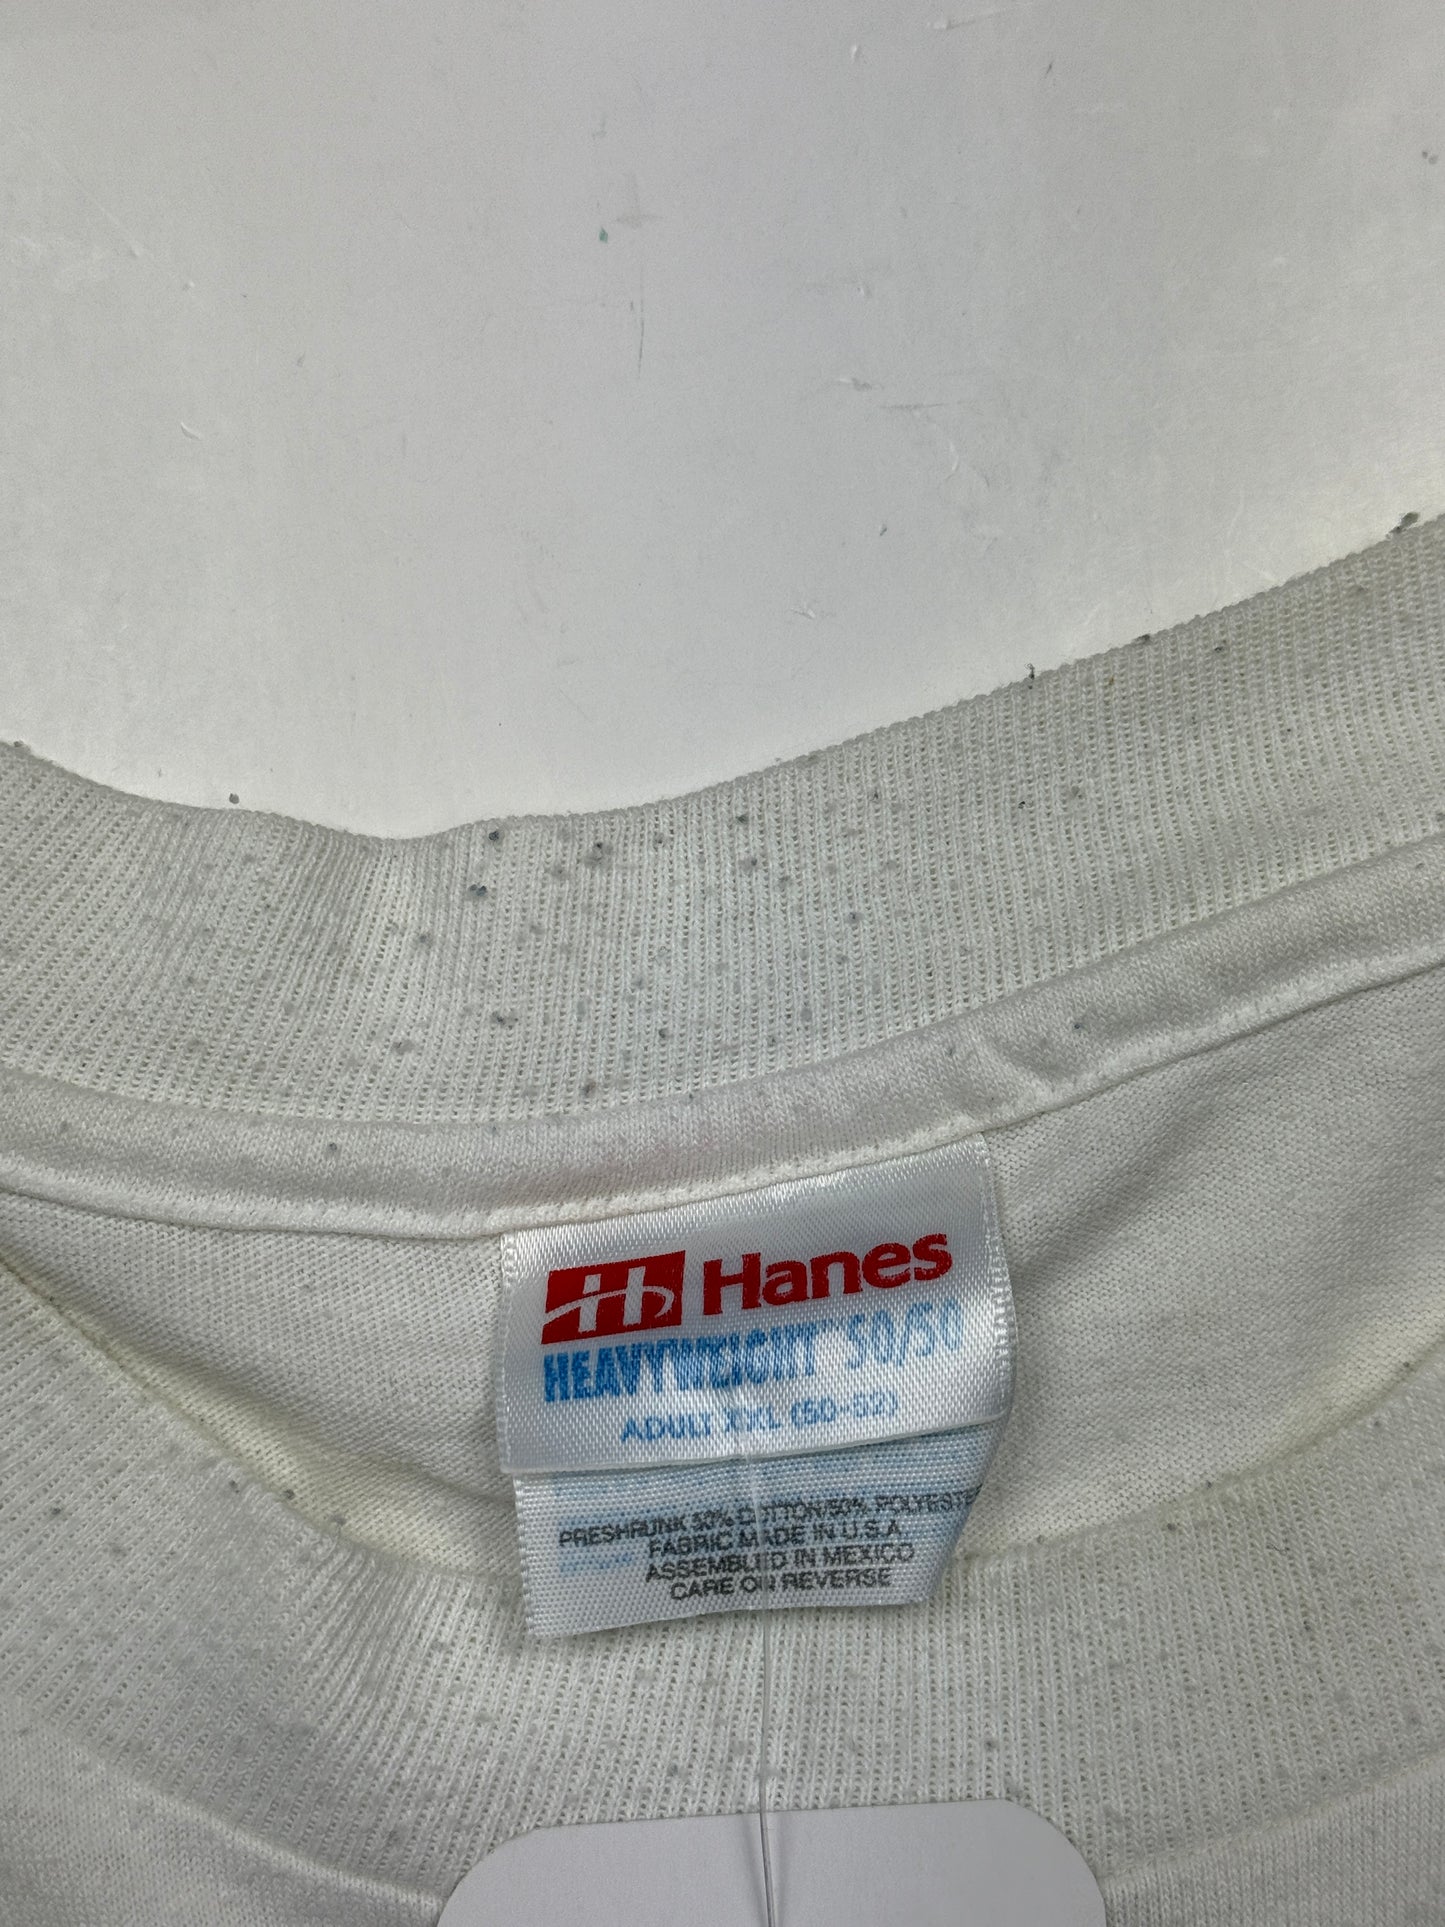 Hanes
HEAVYWEIGHT 50/50
ADULT XXL (50-52)
PRESHRUNK 50% COTTON/50% POLYESTE
FABRIC MADE IN U.S.A.
ASSEMBLED IN MEXICO
CARE ON REVERSE